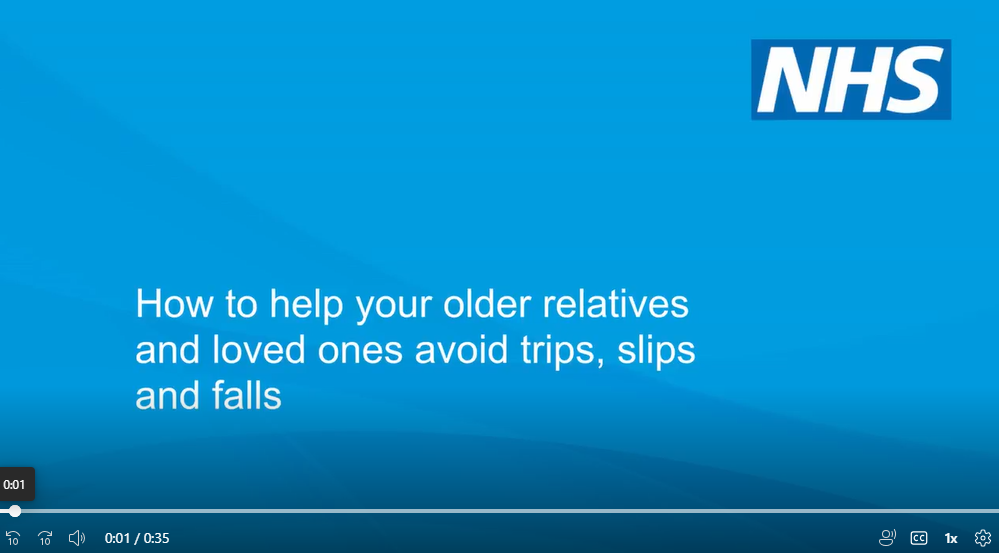 NHS
How to help your older relatives
and loved ones avoid trips, slips
and falls
0:01
10 10 0:01 / 0:35 CC 1x